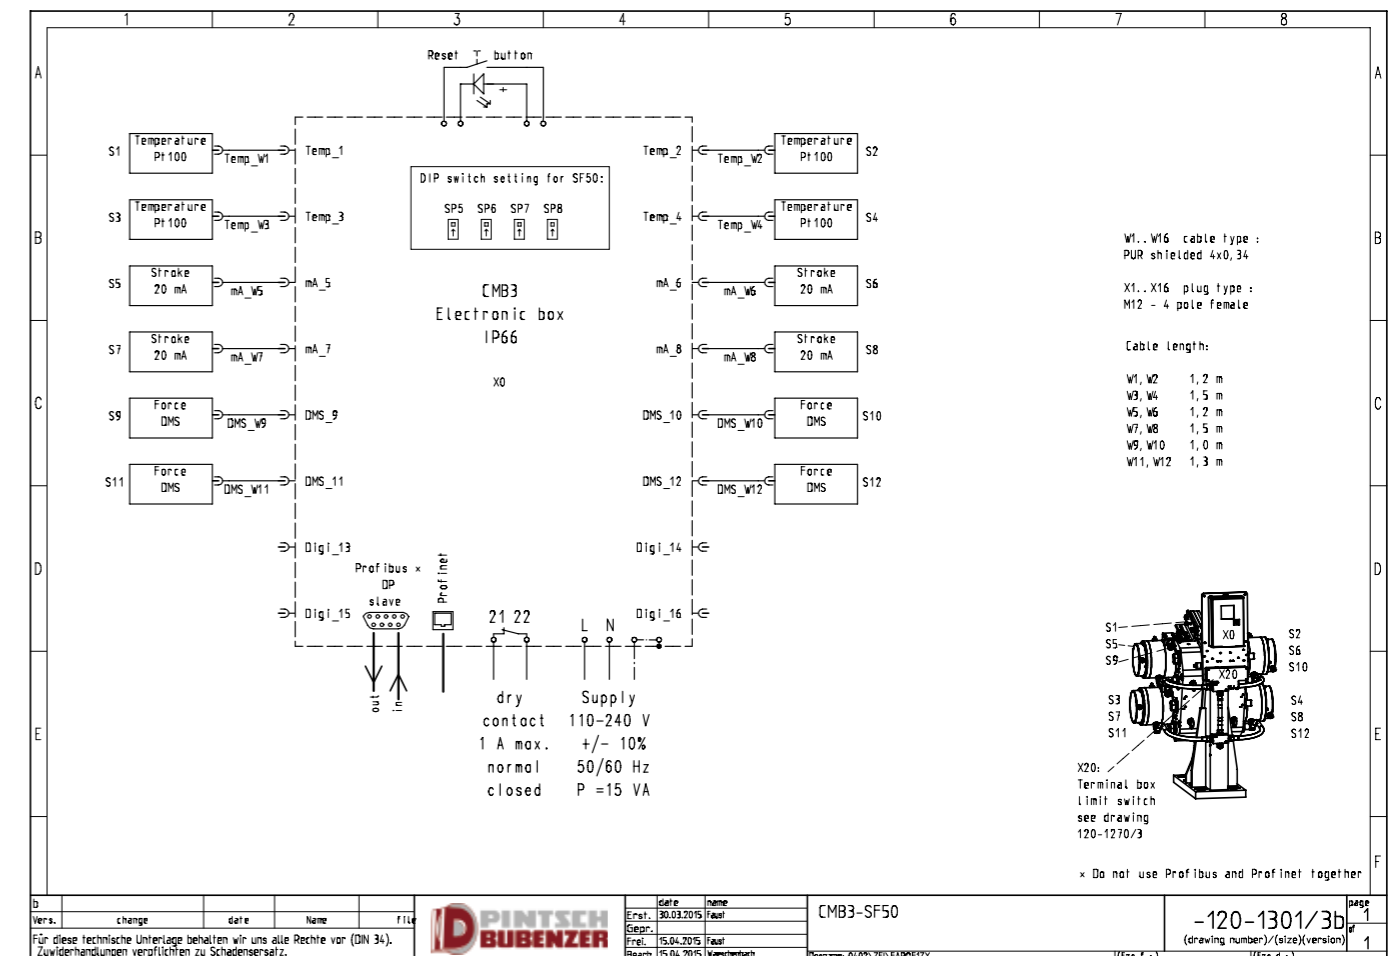 1 2 3 4 5 6 7 8
Reset button
+
A A
B B
C C
D D
E E
F
S1 Temperature Pt100 Temp_W1 Temp_1
Temp_2 Temp_W2 Temperature Pt100 S2
DIP switch setting for SF50:
SP5 SP6 SP7 SP8
S3 Temperature Pt100 Temp_W3 Temp_3
Temp_4 Temp_W4 Temperature Pt100 S4
S5 Stroke 20 mA mA_W5 mA_5
mA_6 mA_W6 Stroke 20 mA S6
CMB3
Electronic box
IP66
X0
S7 Stroke 20 mA mA_W7 mA_7
mA_8 mA_W8 Stroke 20 mA S8
S9 Force DMS DMS_W9 DMS_9
DMS_10 DMS_W10 Force DMS S10
S11 Force DMS DMS_W11 DMS_11
DMS_12 DMS_W12 Force DMS S12
Digi_13 Digi_14
Digi_15 Digi_16
Profibus ×
DP
slave
Profinet
out
in
21 22
L N
dry
contact
1 A max.
normal
closed
Supply
110-240 V
+/- 10%
50/60 Hz
P =15 VA
W1..W16 cable type :
PUR shielded 4x0,34
X1..X16 plug type :
M12 - 4 pole female
Cable length:
W1, W2 1,2 m
W3, W4 1,5 m
W5, W6 1,2 m
W7, W8 1,5 m
W9, W10 1,0 m
W11, W12 1,3 m
S1
S5
S9
S3
S7
S11
X0
X20
S2
S6
S10
S4
S8
S12
X20:
Terminal box
limit switch
see drawing
120-1270/3
× Do not use Profibus and Profinet together
b
Vers. change date Name File
Für diese technische Unterlage behalten wir uns alle Rechte vor (DIN 34).
Zuwiderhandlungen verpflichten zu Schadensersatz.
PINTSCH
BUBENZER
date name
Erst. 30.03.2015 Faust
Gepr.
Frei. 15.04.2015 Faust
15.04.2015
CMB3-SF50
-120-1301/3b
(drawing number)/(size)(version)
page
1
of
1